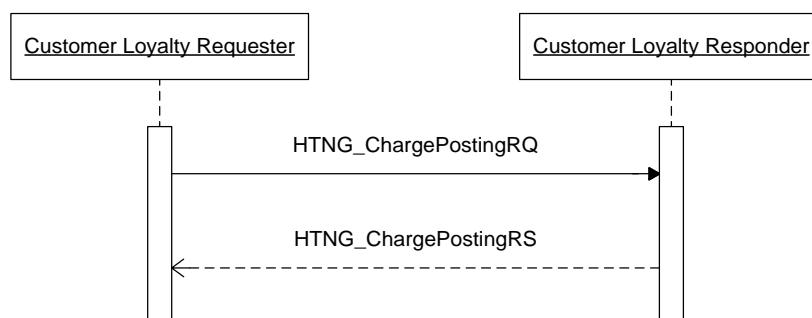 Customer Loyalty Requester
Customer Loyalty Responder
HTNG_ChargePostingRQ
HTNG_ChargePostingRS